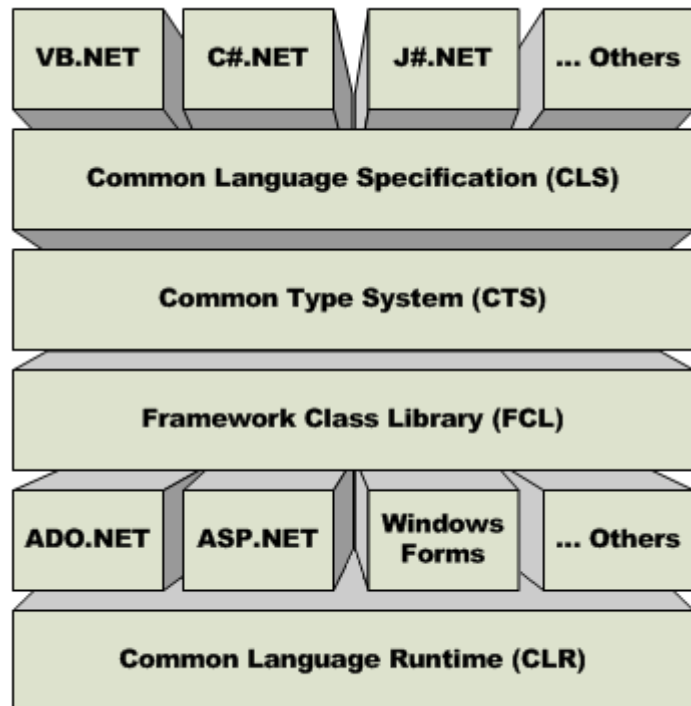 VB.NET
C#.NET
J#.NET
... Others
Common Language Specification (CLS)
Common Type System (CTS)
Framework Class Library (FCL)
ADO.NET
ASP.NET
Windows
Forms
... Others
Common Language Runtime (CLR)